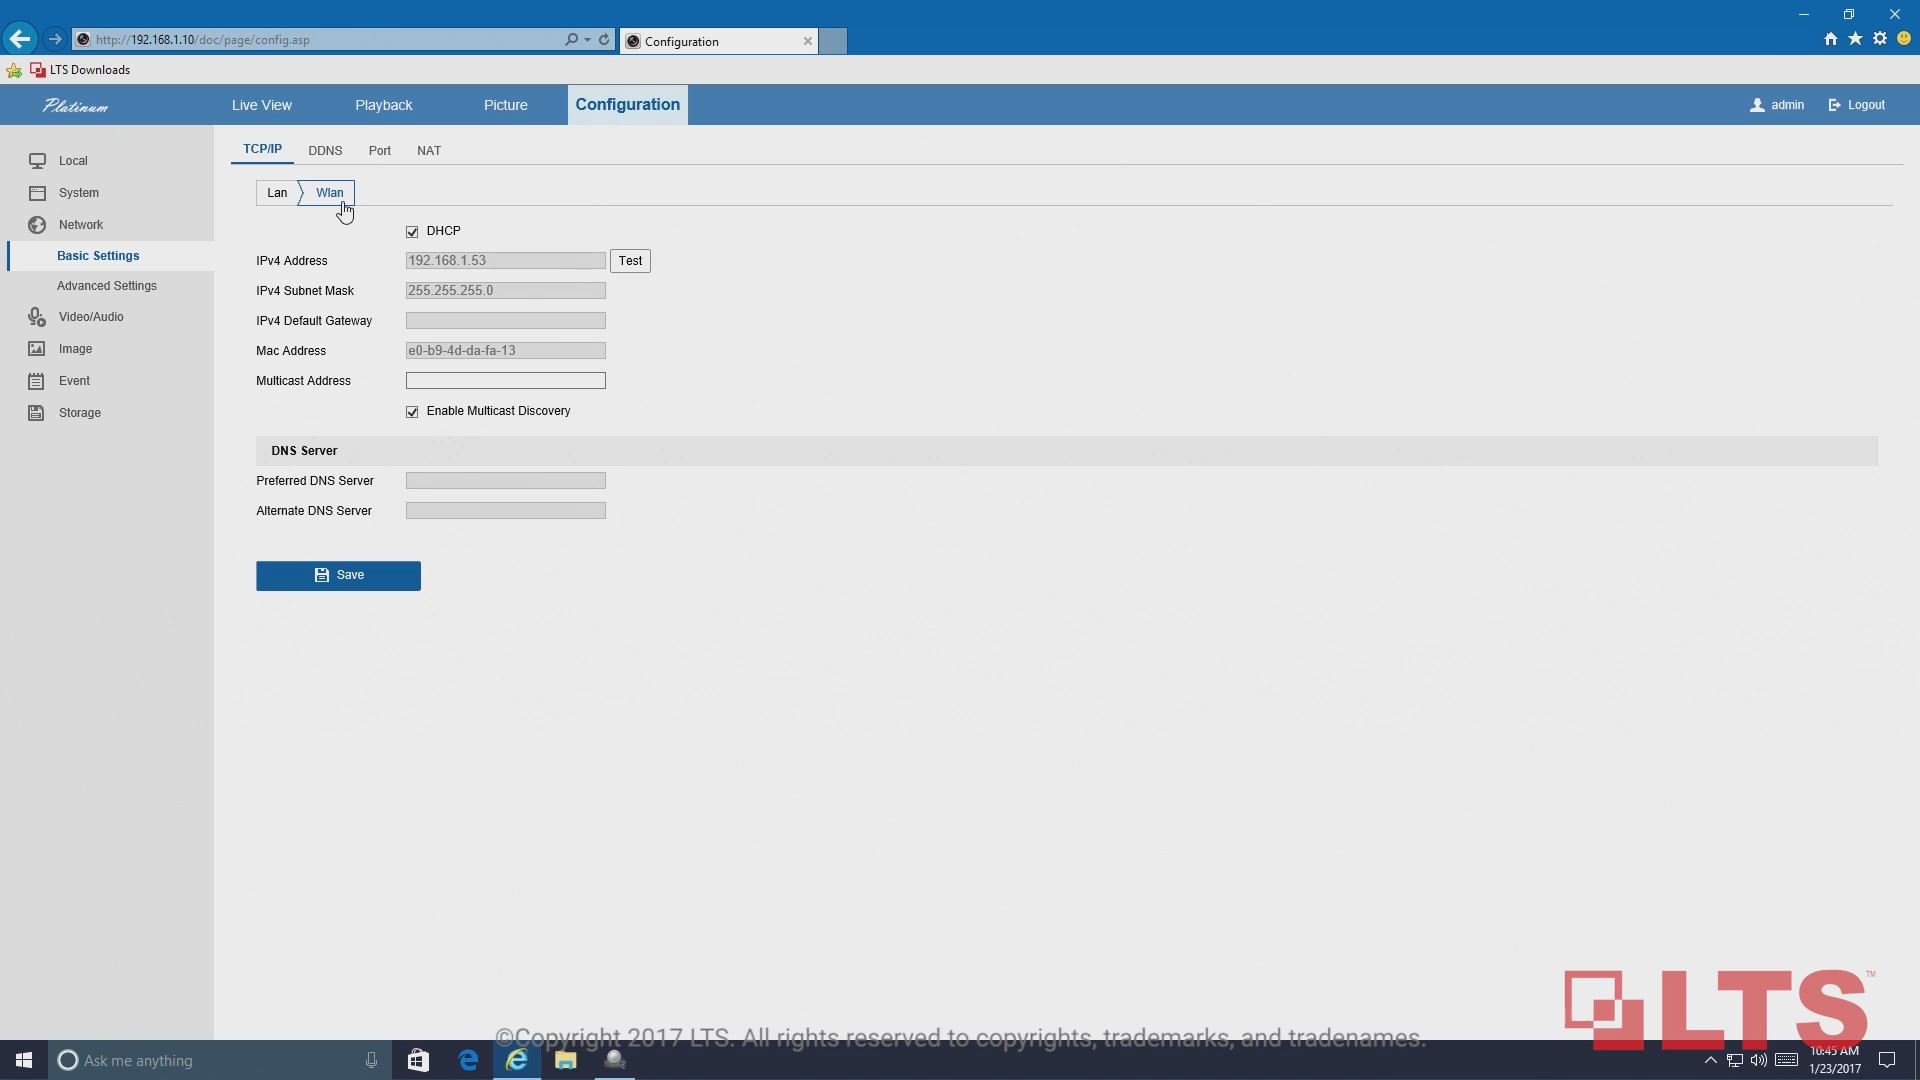 http://192.168.1.10/doc/page/config.asp
Configuration
LTS Downloads
Platinum
Live View
Playback
Picture
Configuration
admin
Logout
Local
System
Network
Basic Settings
Advanced Settings
Video/Audio
Image
Event
Storage
TCP/IP
DDNS
Port
NAT
Lan
Wlan
DHCP
IPv4 Address
192.168.1.53
Test
IPv4 Subnet Mask
255.255.255.0
IPv4 Default Gateway
Mac Address
e0-b9-4d-da-fa-13
Multicast Address
Enable Multicast Discovery
DNS Server
Preferred DNS Server
Alternate DNS Server
Save
LTS™
©Copyright 2017 LTS. All rights reserved to copyrights, trademarks, and tradenames.
Ask me anything
10:45 AM
1/23/2017